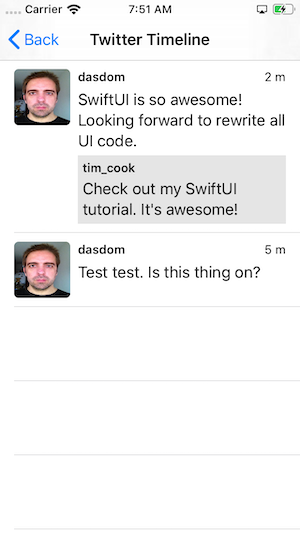 Carrier 7:51 AM
Back Twitter Timeline
dasdom 2 m
SwiftUI is so awesome!
Looking forward to rewrite all
UI code.
tim_cook
Check out my SwiftUI
tutorial. It's awesome!
dasdom 5 m
Test test. Is this thing on?